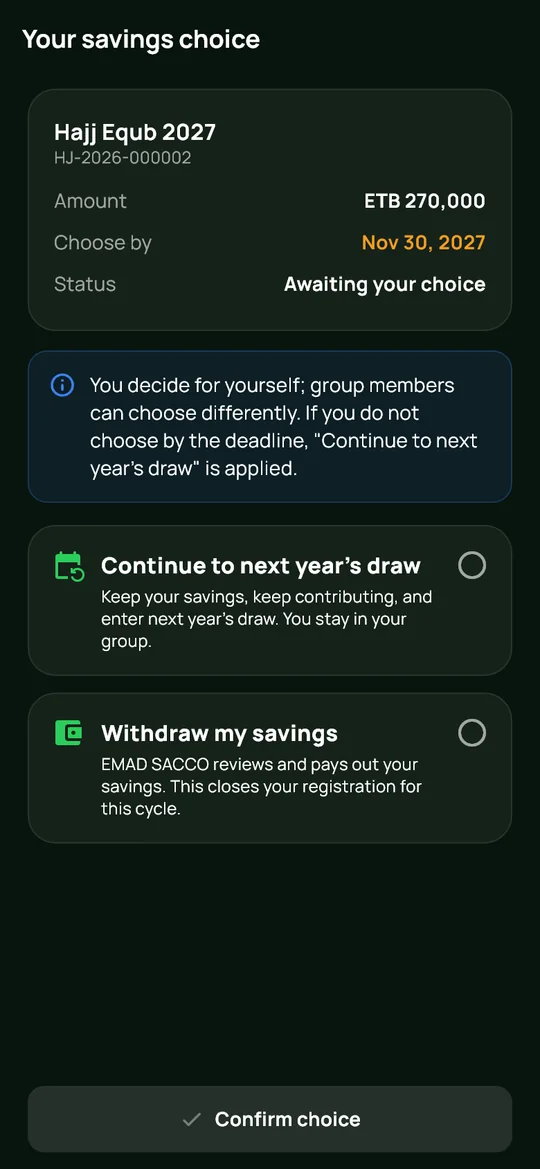 Your savings choice
Hajj Equb 2027
HJ-2026-000002
Amount ETB 270,000
Choose by Nov 30, 2027
Status Awaiting your choice
You decide for yourself; group members
can choose differently. If you do not
choose by the deadline, "Continue to next
year's draw" is applied.
Continue to next year's draw
Keep your savings, keep contributing, and
enter next year's draw. You stay in your
group.
Withdraw my savings
EMAD SACCO reviews and pays out your
savings. This closes your registration for
this cycle.
Confirm choice